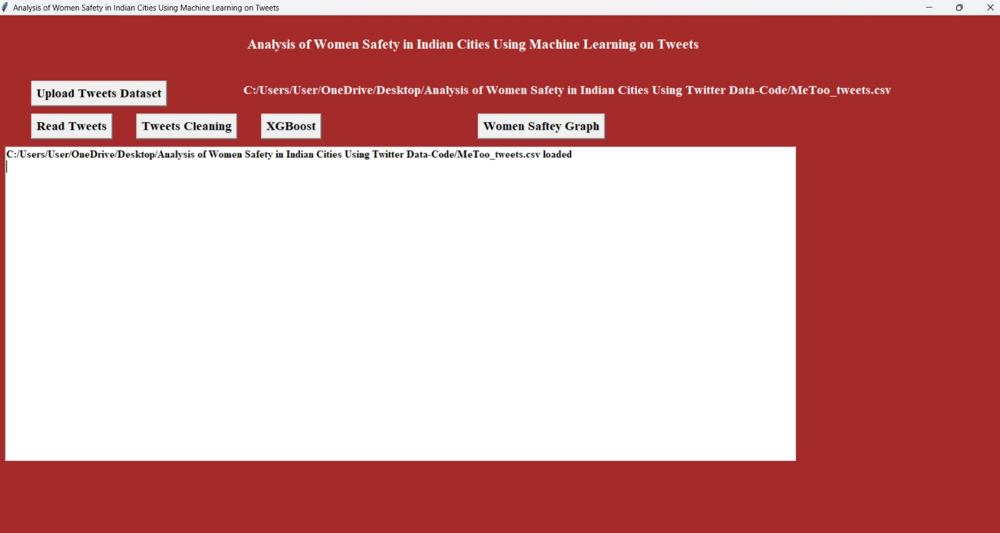 Analysis of Women Safety in Indian Cities Using Machine Learning on Tweets
Analysis of Women Safety in Indian Cities Using Machine Learning on Tweets
Upload Tweets Dataset
C:/Users/User/OneDrive/Desktop/Analysis of Women Safety in Indian Cities Using Twitter Data-Code/MeToo_tweets.csv
Read Tweets
Tweets Cleaning
XGBoost
Women Saftey Graph
C:/Users/User/OneDrive/Desktop/Analysis of Women Safety in Indian Cities Using Twitter Data-Code/MeToo_tweets.csv loaded